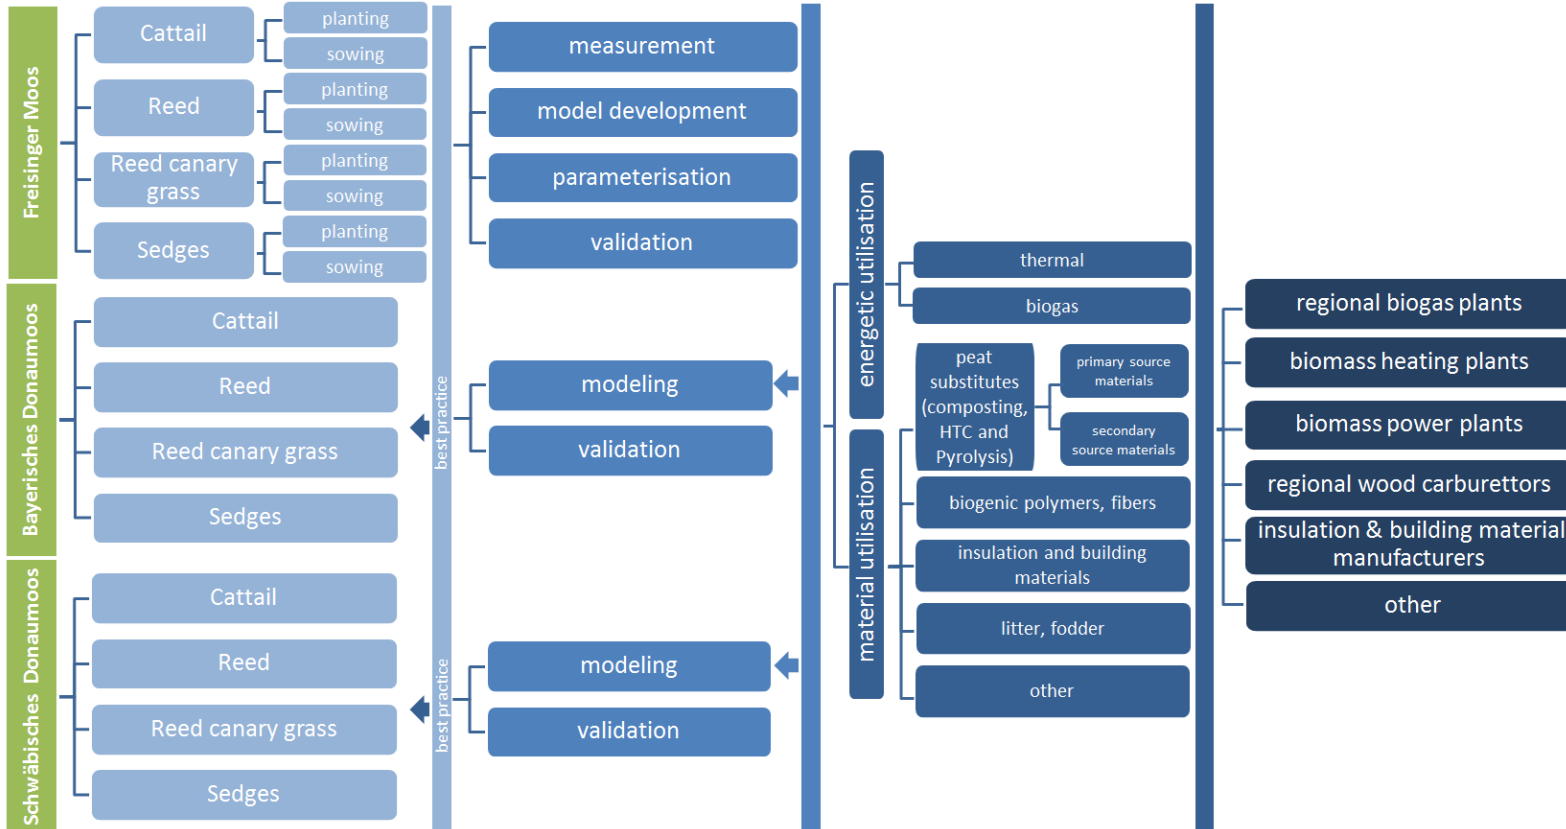 Freisinger Moos
Cattail
planting
sowing
Reed
planting
sowing
Reed canary
grass
planting
sowing
Sedges
planting
sowing
Bayerisches Donaumoos
Cattail
Reed
Reed canary grass
Sedges
Schwäbisches Donaumoos
Cattail
Reed
Reed canary grass
Sedges
best practice
best practice
measurement
model development
parameterisation
validation
modeling
validation
modeling
validation
energetic utilisation
thermal
biogas
material utilisation
peat
substitutes
(composting,
HTC and
Pyrolysis)
primary source
materials
secondary
source materials
biogenic polymers, fibers
insulation and building
materials
litter, fodder
other
regional biogas plants
biomass heating plants
biomass power plants
regional wood carburettors
insulation & building material
manufacturers
other